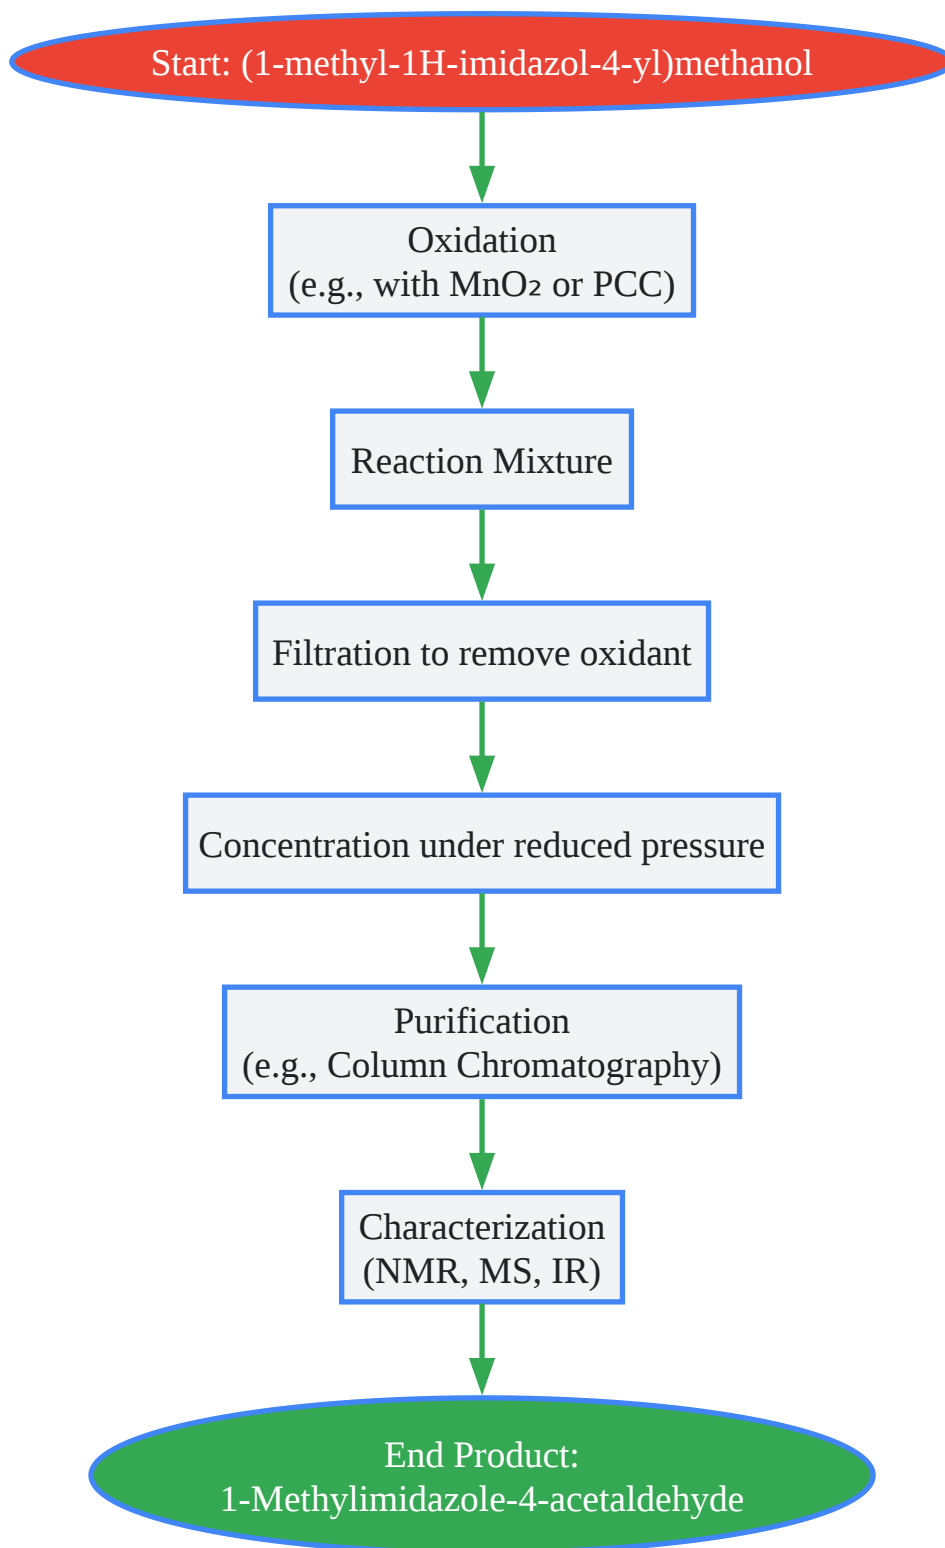 Start: (1-methyl-1H-imidazol-4-yl)methanol
Oxidation
(e.g., with MnO₂ or PCC)
Reaction Mixture
Filtration to remove oxidant
Concentration under reduced pressure
Purification
(e.g., Column Chromatography)
Characterization
(NMR, MS, IR)
End Product:
1-Methylimidazole-4-acetaldehyde